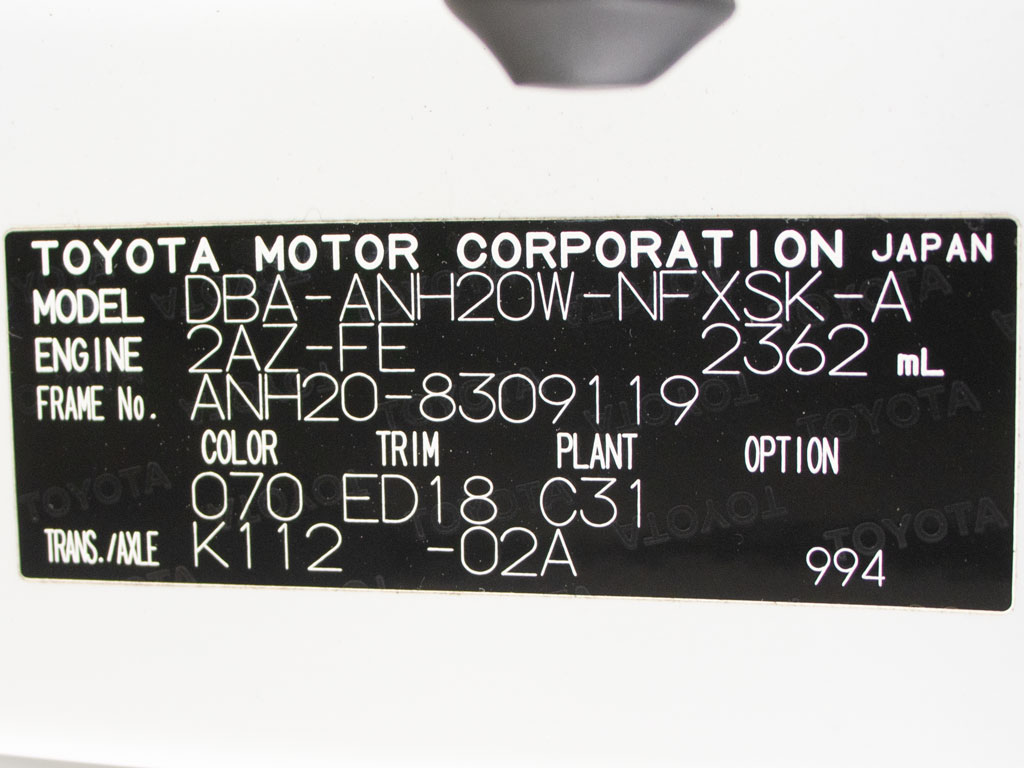 TOYOTA MOTOR CORPORATION JAPAN
MODEL DBA-ANH20W-NFXSK-A
ENGINE 2AZ-FE 2362 mL
FRAME No. ANH20-8309119
COLOR TRIM PLANT OPTION
070 ED18 C31
TRANS./AXLE K112 -02A 994